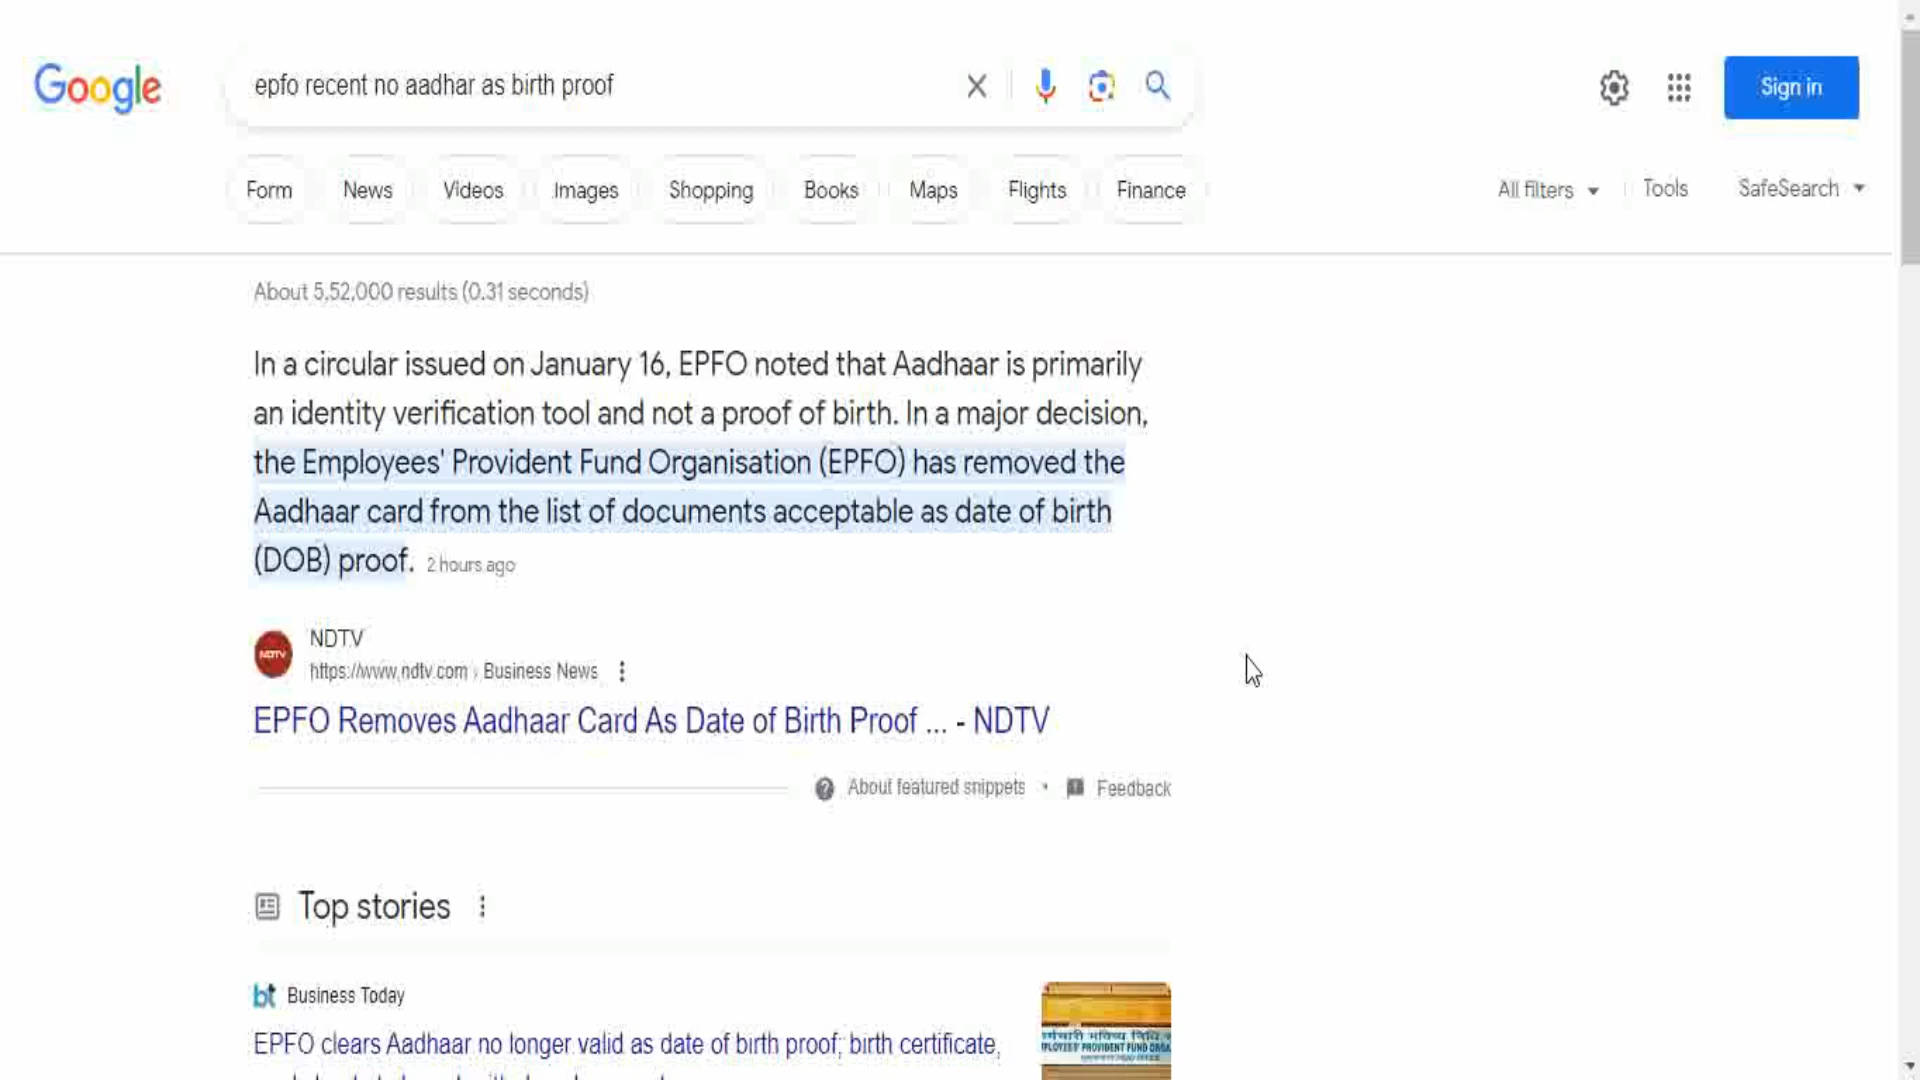 Google
epfo recent no aadhar as birth proof
Sign in
Form News Videos Images Shopping Books Maps Flights Finance
All filters Tools SafeSearch
About 5,52,000 results (0.31 seconds)
In a circular issued on January 16, EPFO noted that Aadhaar is primarily
an identity verification tool and not a proof of birth. In a major decision,
the Employees' Provident Fund Organisation (EPFO) has removed the
Aadhaar card from the list of documents acceptable as date of birth
(DOB) proof. 2 hours ago
NDTV
NDTV
https://www.ndtv.com › Business News
EPFO Removes Aadhaar Card As Date of Birth Proof ... - NDTV
About featured snippets • Feedback
Top stories
bt Business Today
EPFO clears Aadhaar no longer valid as date of birth proof; birth certificate,
भविष्य निधि
PROVIDENT FUND